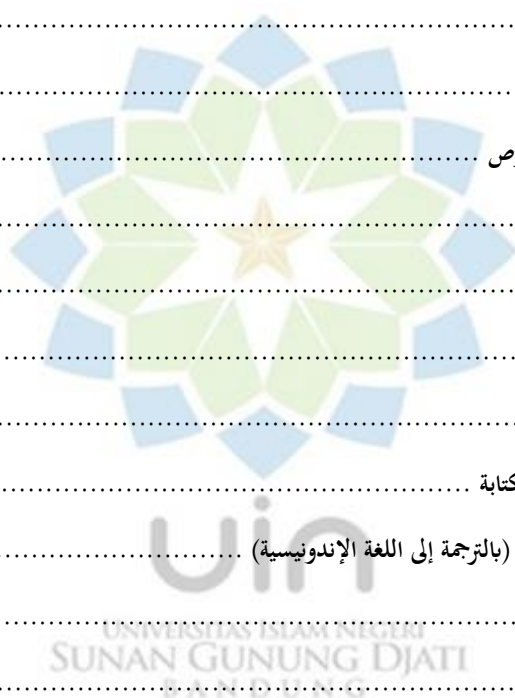 ................................................
................................................
................................................
................................................
................................................
................................................
................................................
كتابة ................................................
(بالترجمة إلى اللغة الإندونيسية) ............................
uin
................................................
UNIVERSITAS ISLAM NEGERI
SUNAN GUNUNG DJATI
BANDUNG
................................................